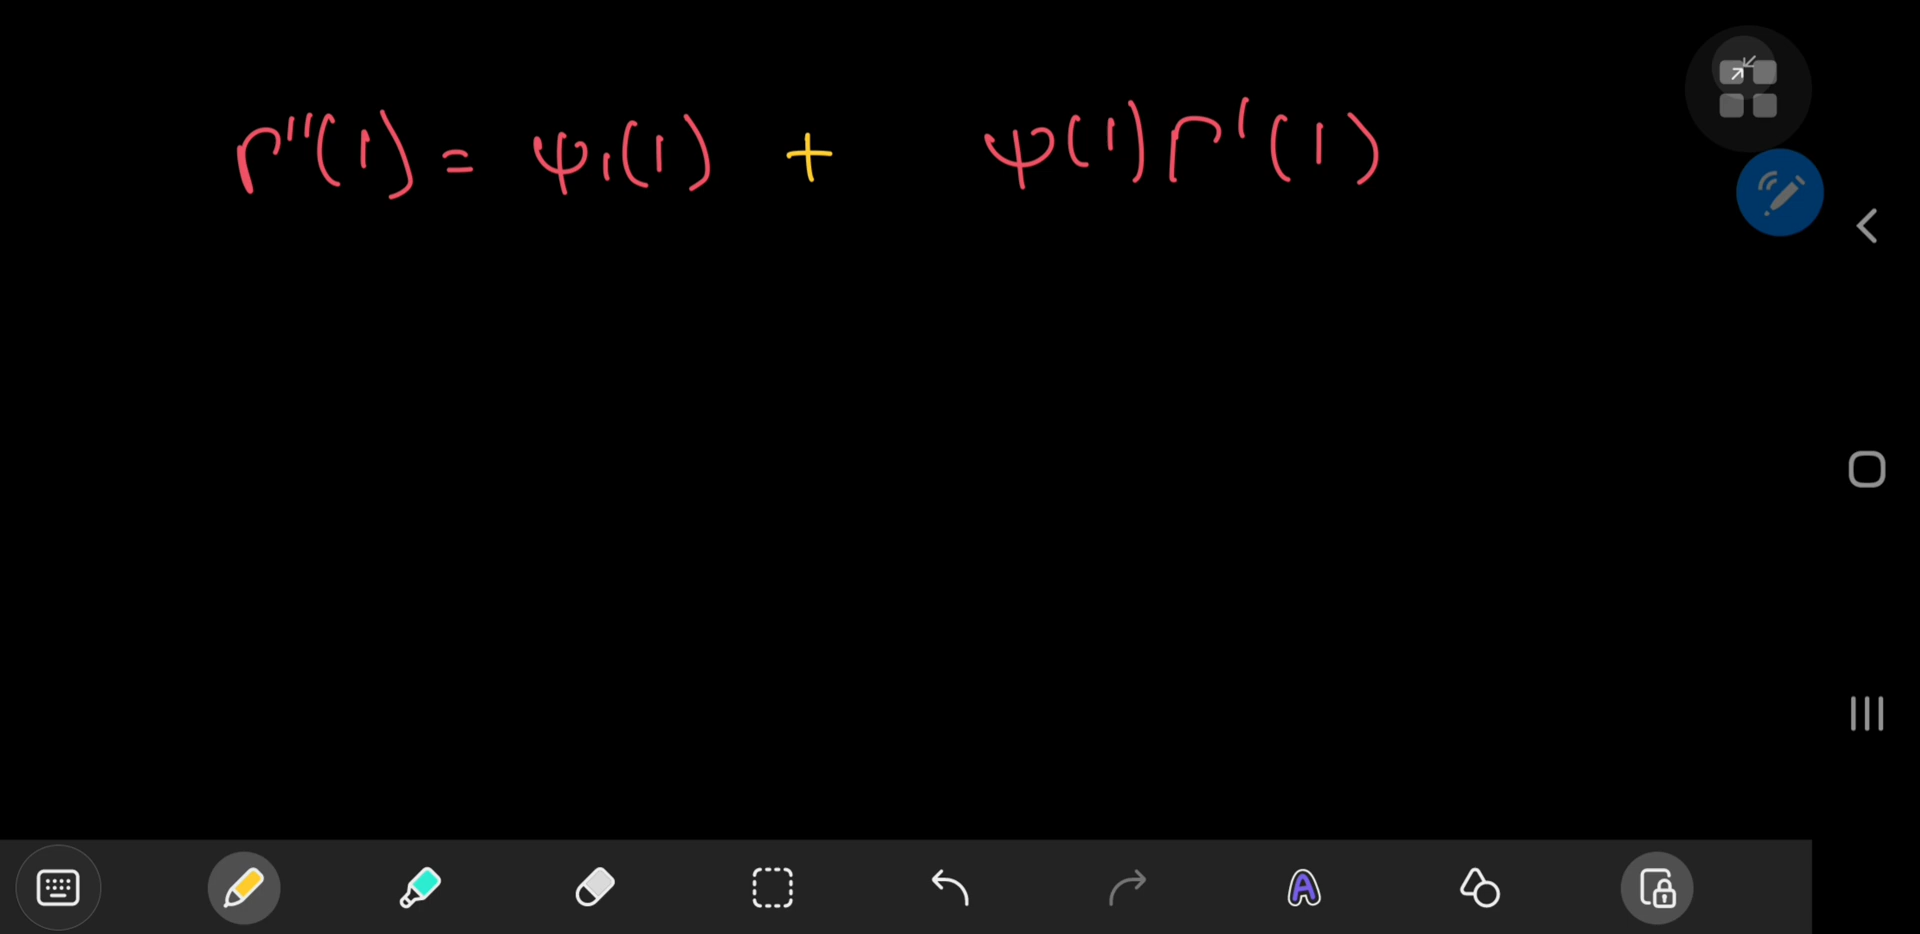 Γ''(1) = ψ₁(1) + ψ(1)Γ'(1)